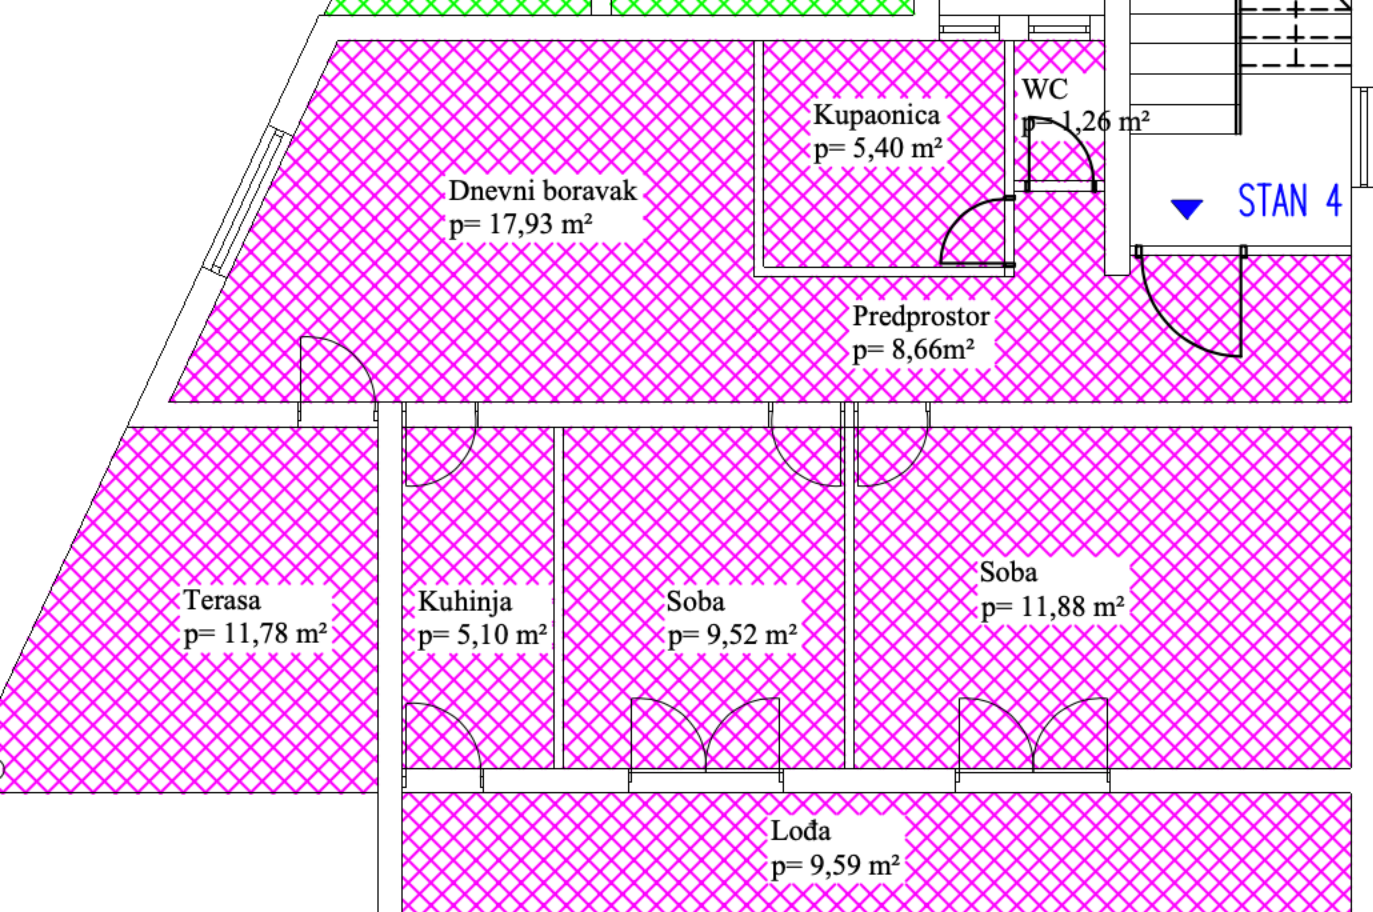 WC
p= 1,26 m²
Kupaonica
p= 5,40 m²
Dnevni boravak
p= 17,93 m²
STAN 4
Predprostor
p= 8,66m²
Terasa
p= 11,78 m²
Kuhinja
p= 5,10 m²
Soba
p= 9,52 m²
Soba
p= 11,88 m²
Lođa
p= 9,59 m²